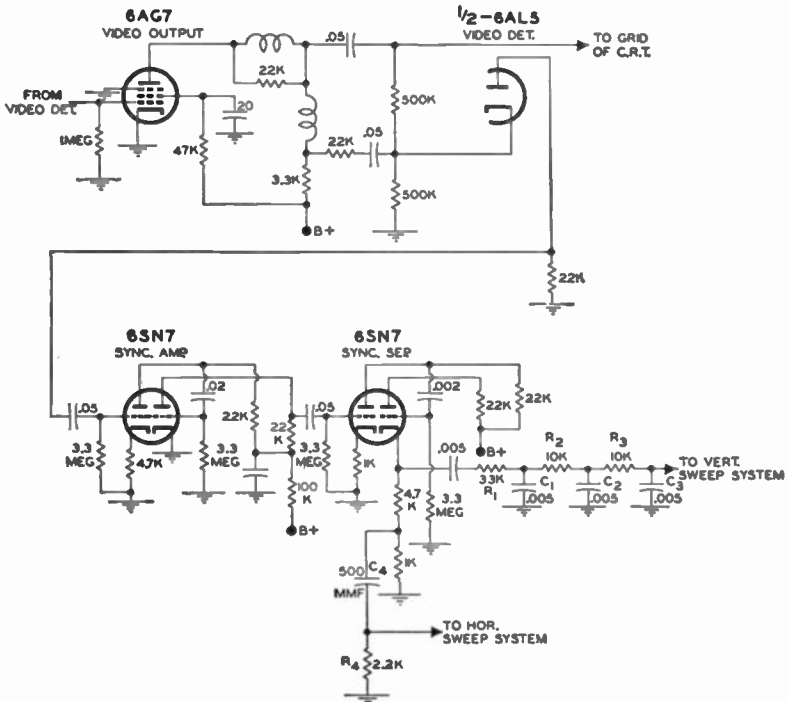 6AG7
VIDEO OUTPUT
1/2-6AL5
VIDEO DET.
.05
TO GRID
OF C.R.T.
22K
FROM
VIDEO DET.
20
500K
1MEG
47K
22K
.05
3.3K
500K
B+
22K
6SN7
SYNC. AMP.
6SN7
SYNC. SEP.
.02
.002
.05
22K
22
K
.05
22K
22K
3.3
MEG
4.7K
3.3
MEG
100
K
3.3
MEG
1K
B+
.005
R2
10K
R3
10K
TO VERT.
SWEEP SYSTEM
33K
R1
C1
.005
C2
.005
C3
.005
4.7
K
3.3
MEG
B+
500
MMF
C4
1K
TO HOR.
SWEEP SYSTEM
R4
2.2K